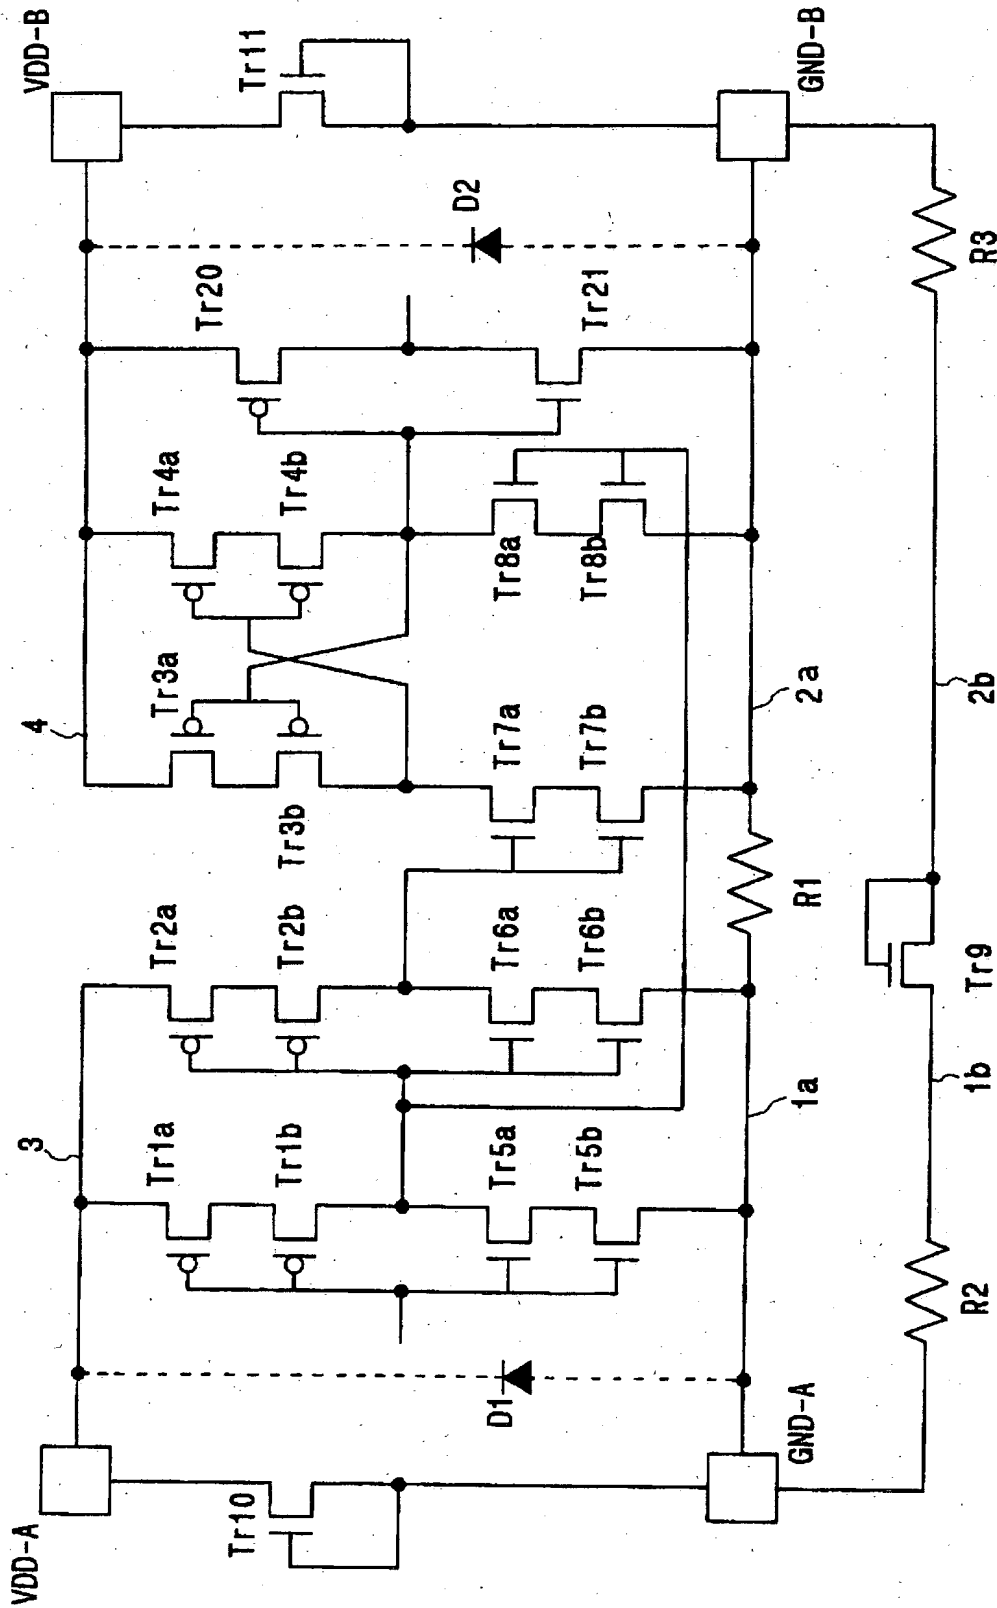 VDD-A
VDD-B
3
4
Tr10
Tr11
D1
D2
Tr1a
Tr1b
Tr2a
Tr2b
Tr3a
Tr3b
Tr4a
Tr4b
Tr20
Tr21
Tr5a
Tr5b
Tr6a
Tr6b
Tr7a
Tr7b
Tr8a
Tr8b
GND-A
1a
R1
2a
GND-B
R2
1b
Tr9
2b
R3